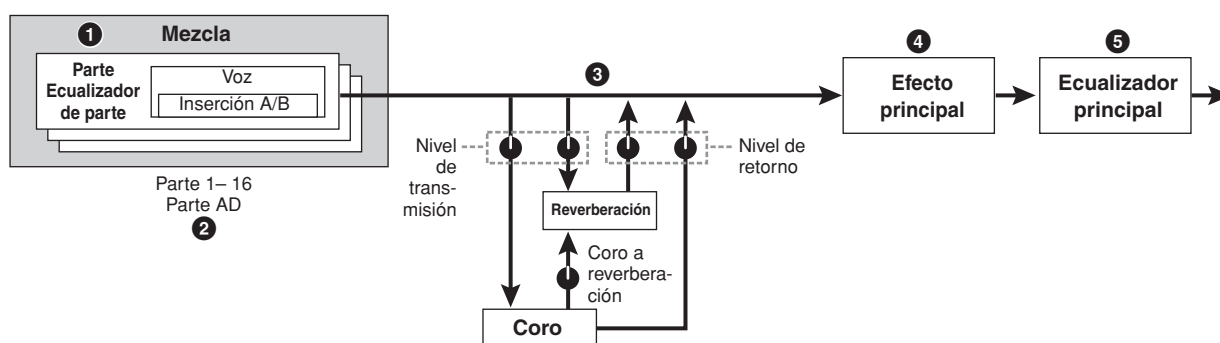 1
Mezcla
Parte
Ecualizador
de parte
Voz
Inserción A/B
Parte 1– 16
Parte AD
2
3
Nivel
de
trans-
misión
Nivel de
retorno
Reverberación
Coro a
reverbera-
ción
Coro
4
Efecto
principal
5
Ecualizador
principal